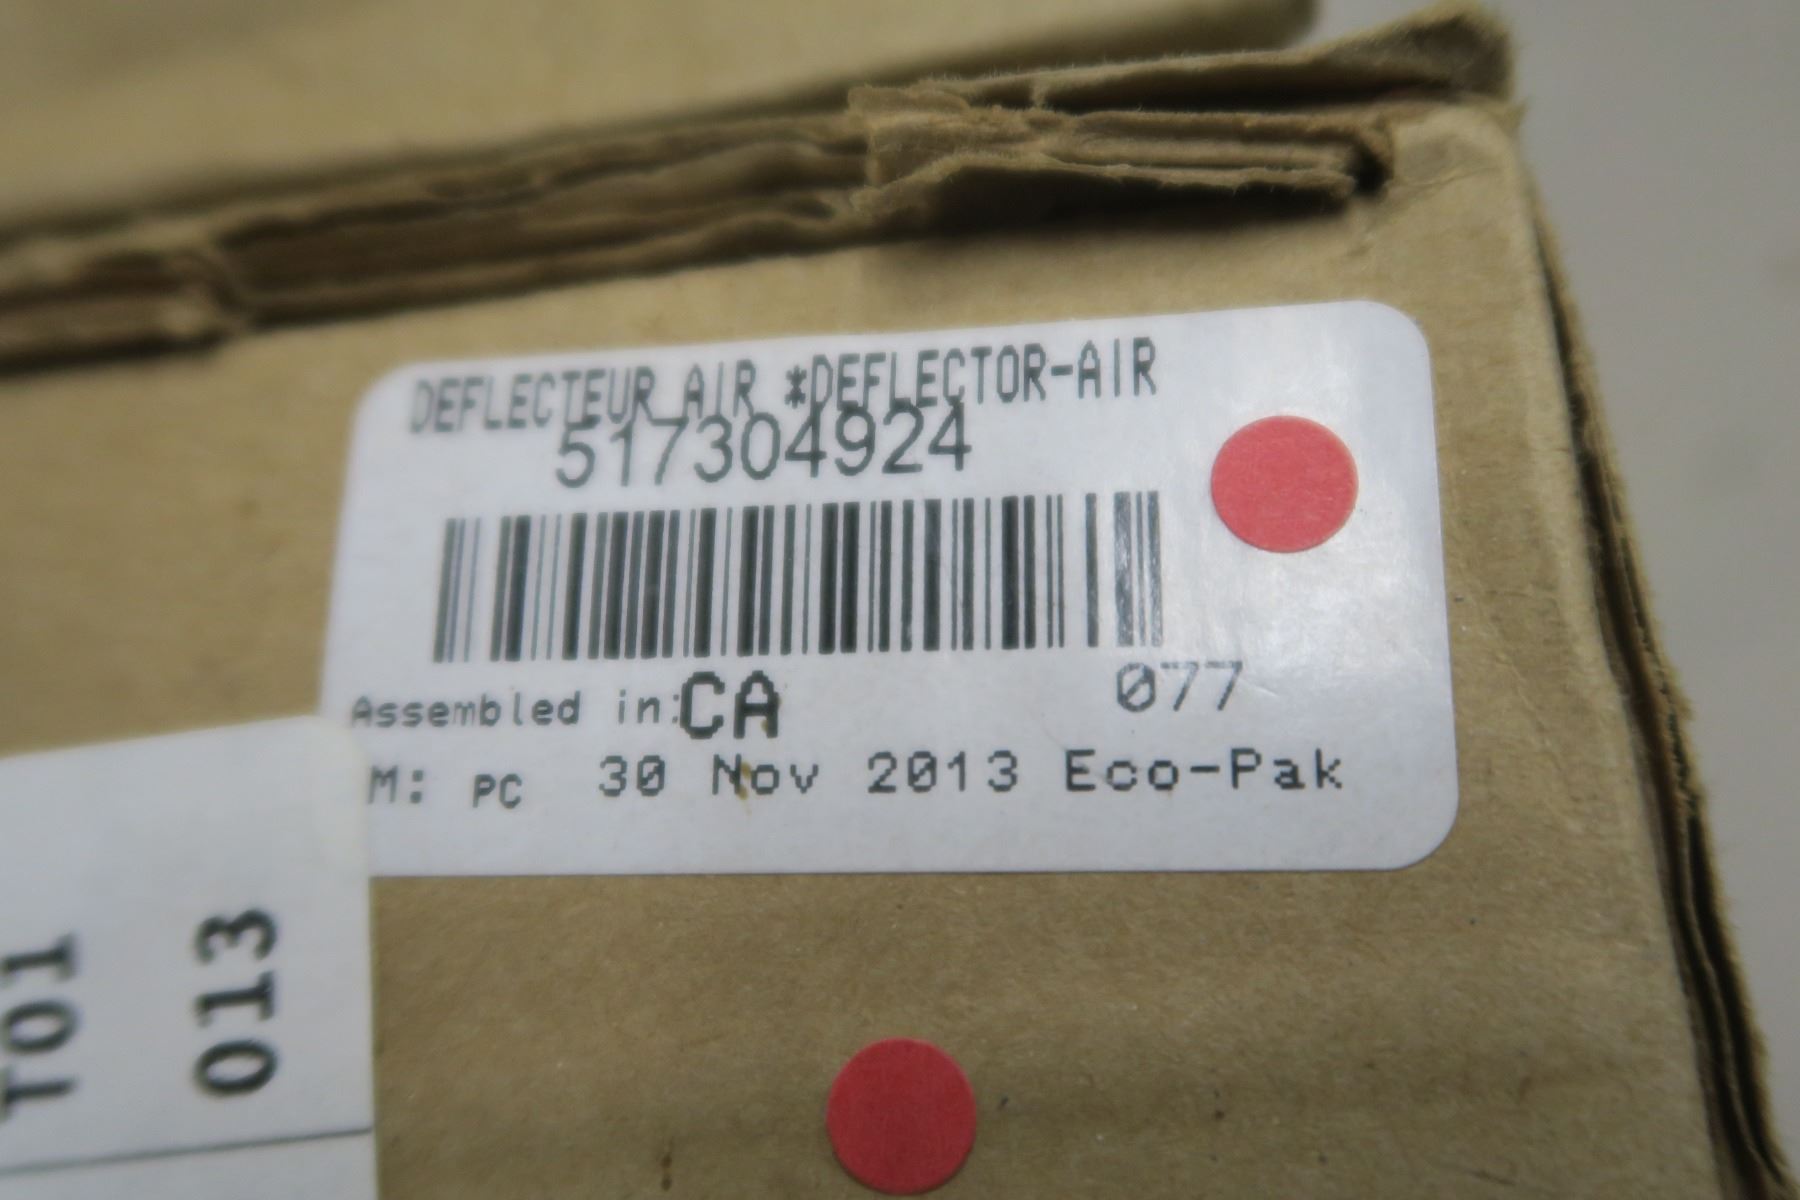 DEFLECTEUR AIR *DEFLECTOR-AIR
517304924
Assembled in:CA 077
M: PC 30 Nov 2013 Eco-Pak
T01
013